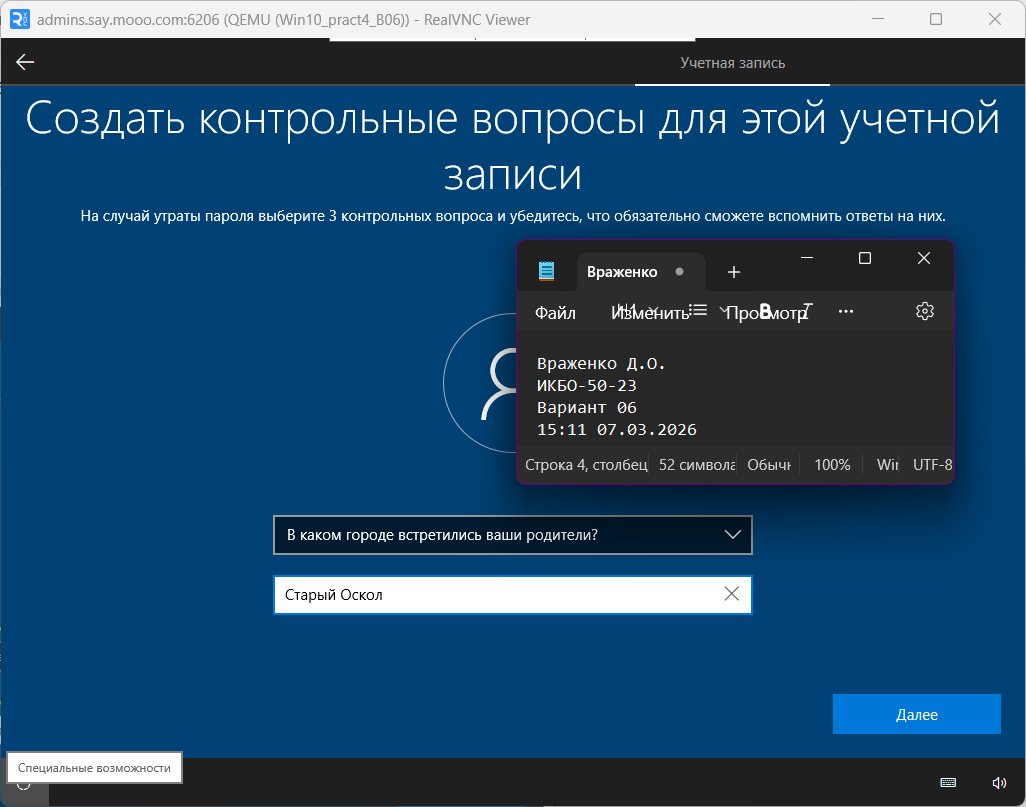 admins.say.mooo.com:6206 (QEMU (Win10_pract4_B06)) - RealVNC Viewer
Учетная запись
Создать контрольные вопросы для этой учетной
записи
На случай утраты пароля выберите 3 контрольных вопроса и убедитесь, что обязательно сможете вспомнить ответы на них.
Враженко
Файл Изменить Просмотр
Враженко Д.О.
ИКБО-50-23
Вариант 06
15:11 07.03.2026
Строка 4, столбец 52 символа Обычн 100% Win UTF-8
В каком городе встретились ваши родители?
Старый Оскол
Далее
Специальные возможности